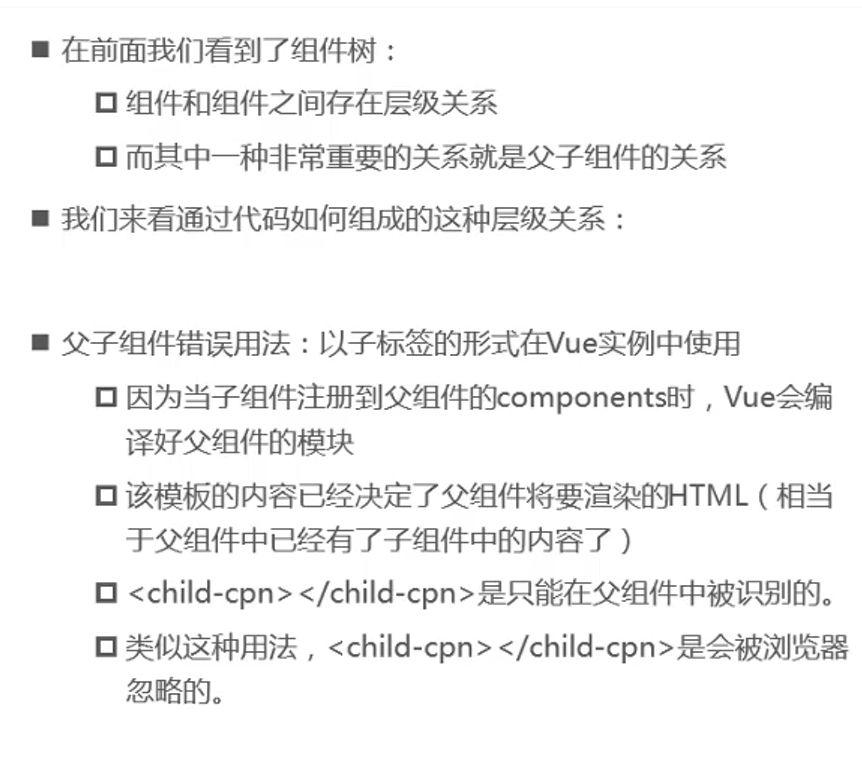 ■ 在前面我们看到了组件树：
□ 组件和组件之间存在层级关系
□ 而其中一种非常重要的关系就是父子组件的关系
■ 我们来看通过代码如何组成的这种层级关系：
■ 父子组件错误用法：以子标签的形式在Vue实例中使用
□ 因为当子组件注册到父组件的components时，Vue会编
译好父组件的模块
□ 该模板的内容已经决定了父组件将要渲染的HTML（相当
于父组件中已经有了子组件中的内容了）
□ <child-cpn></child-cpn>是只能在父组件中被识别的。
□ 类似这种用法，<child-cpn></child-cpn>是会被浏览器
忽略的。